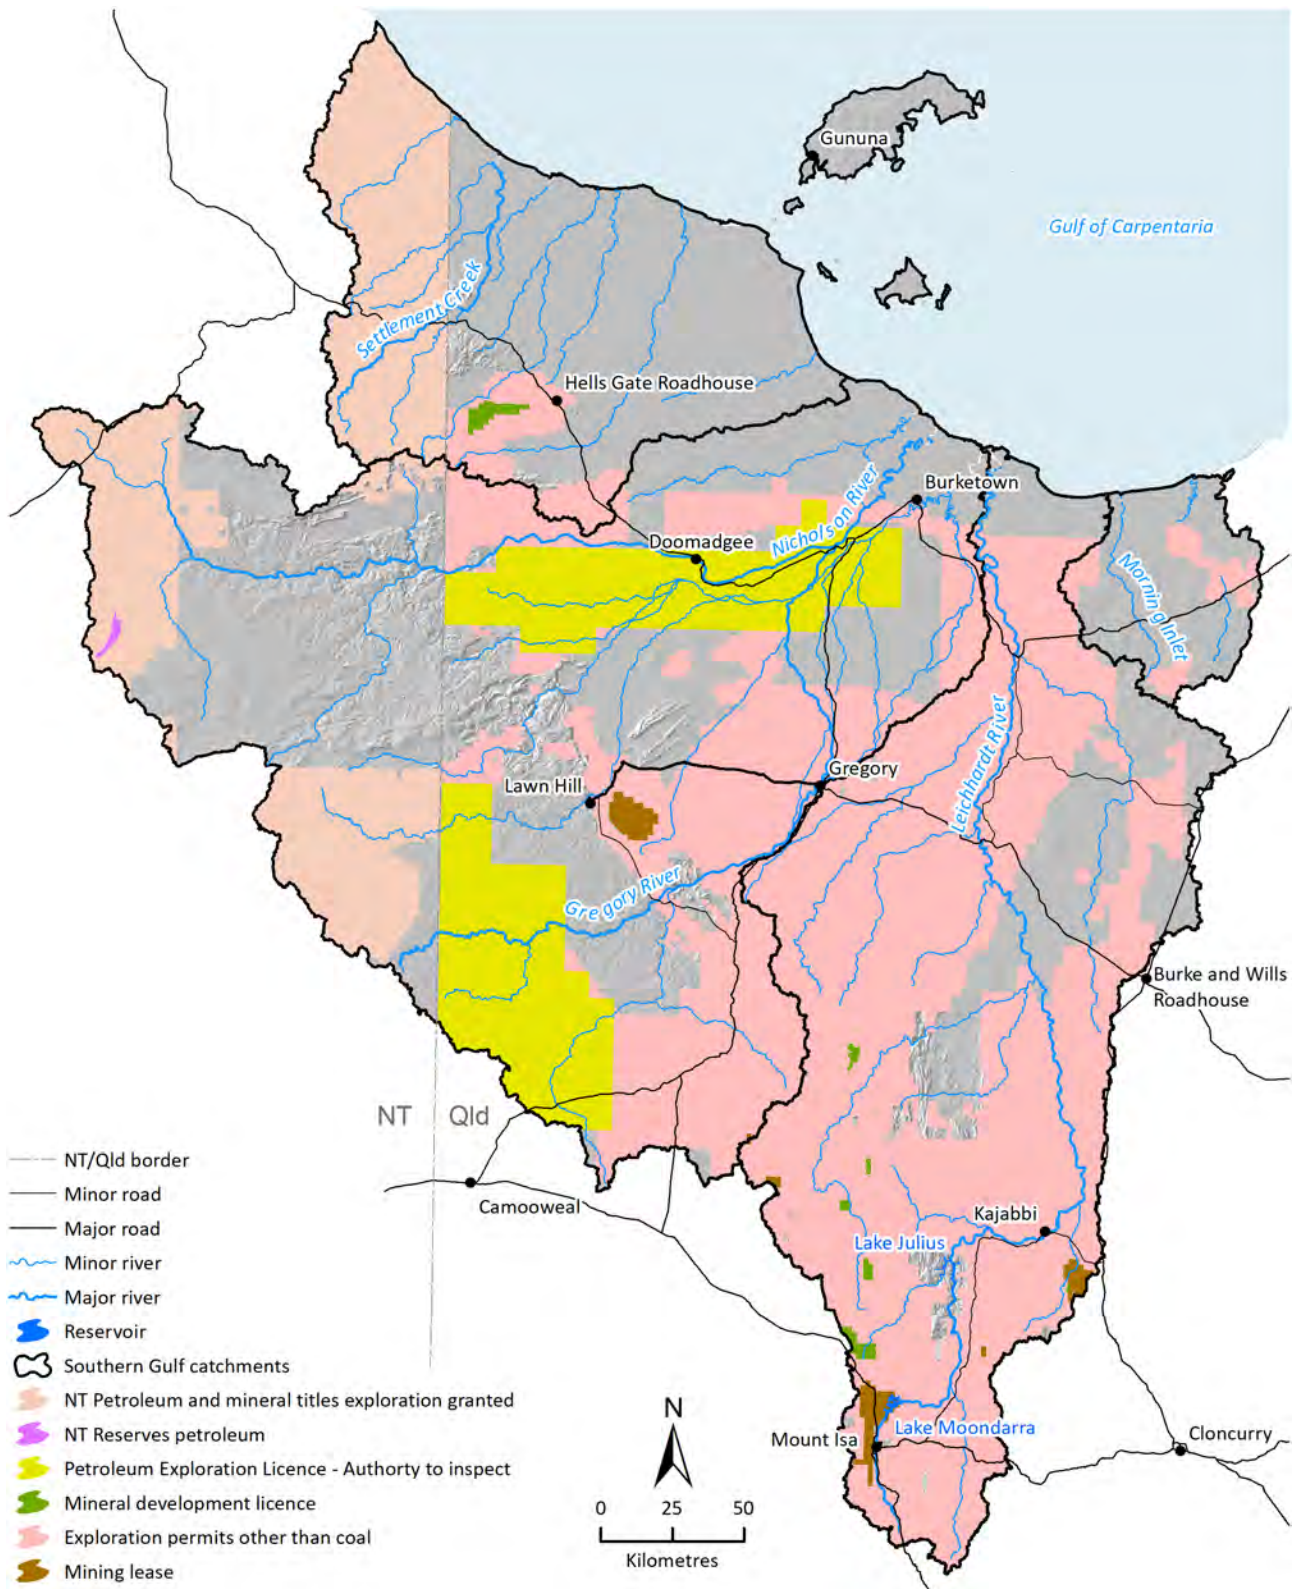 Gununa
Gulf of Carpentaria
Settlement Creek
Hells Gate Roadhouse
Nicholson River
Burketown
Doomadgee
Morning Inlet
Leichhardt River
Lawn Hill
Gregory
Gregory River
Burke and Wills
Roadhouse
NT
Qld
Camooweal
Kajabbi
Lake Julius
Lake Moondarra
Mount Isa
Cloncurry
NT/Qld border
Minor road
Major road
Minor river
Major river
Reservoir
Southern Gulf catchments
NT Petroleum and mineral titles exploration granted
NT Reserves petroleum
Petroleum Exploration Licence - Authorty to inspect
Mineral development licence
Exploration permits other than coal
Mining lease
N
0 25 50
Kilometres